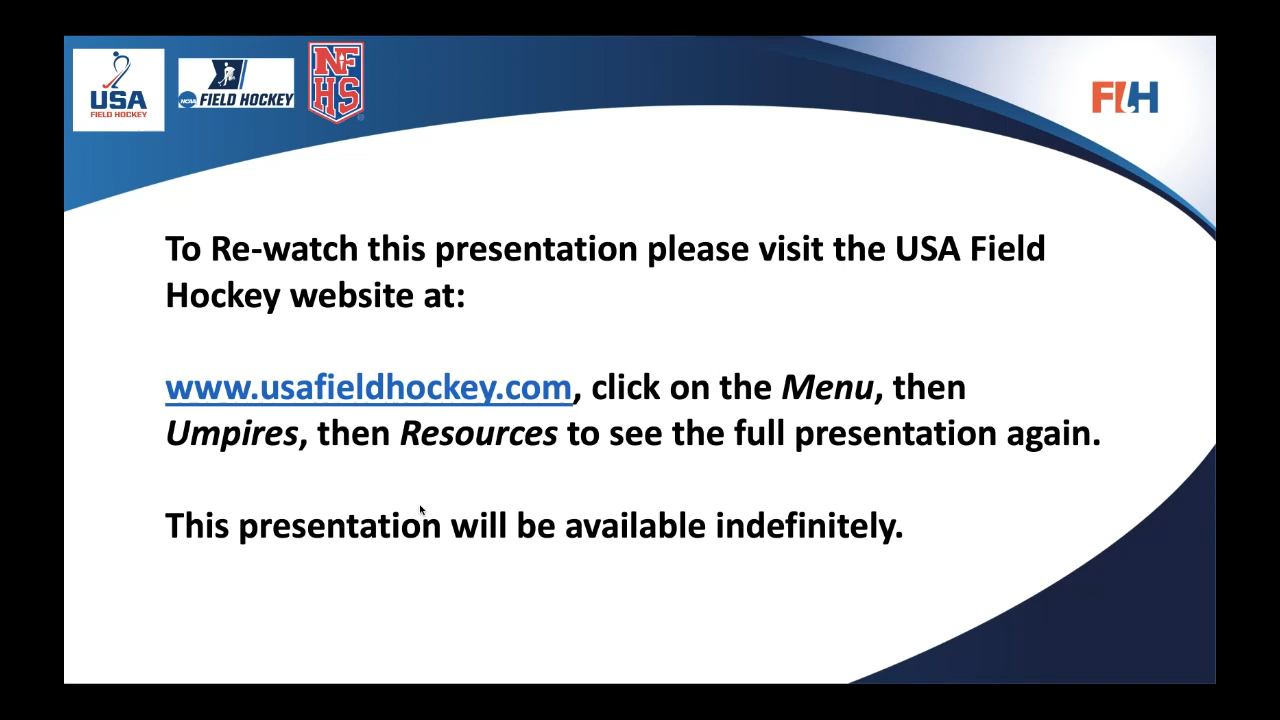 USA
FIELD HOCKEY
NCAA FIELD HOCKEY
NF
HS
FIH
To Re-watch this presentation please visit the USA Field
Hockey website at:
www.usafieldhockey.com, click on the Menu, then
Umpires, then Resources to see the full presentation again.
This presentation will be available indefinitely.